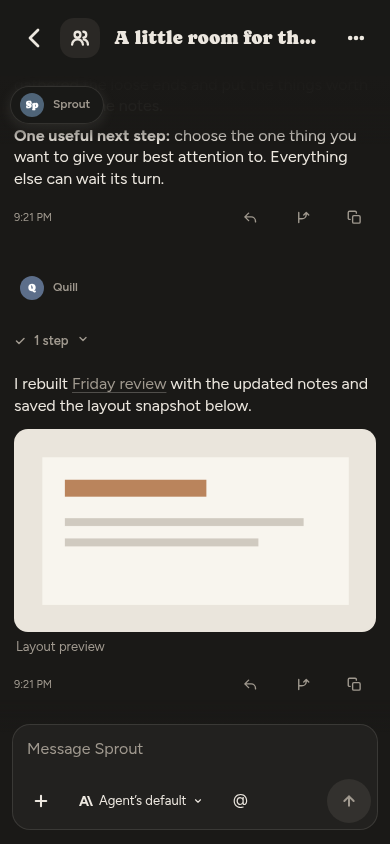 A little room for th...
Sp Sprout
notes.
One useful next step: choose the one thing you
want to give your best attention to. Everything
else can wait its turn.
9:21 PM
Q Quill
1 step
I rebuilt Friday review with the updated notes and
saved the layout snapshot below.
Layout preview
9:21 PM
Message Sprout
Agent's default
@